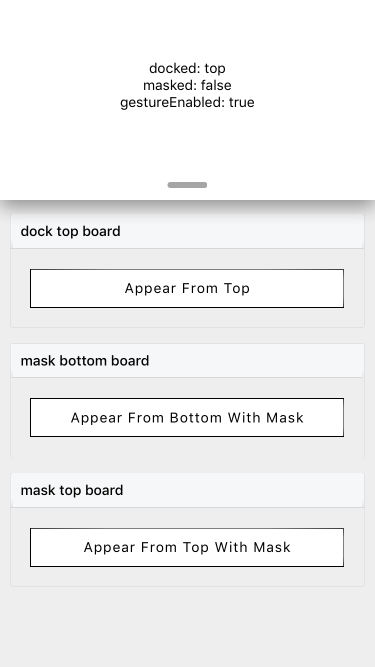 docked: top
masked: false
gestureEnabled: true
dock top board
Appear From Top
mask bottom board
Appear From Bottom With Mask
mask top board
Appear From Top With Mask